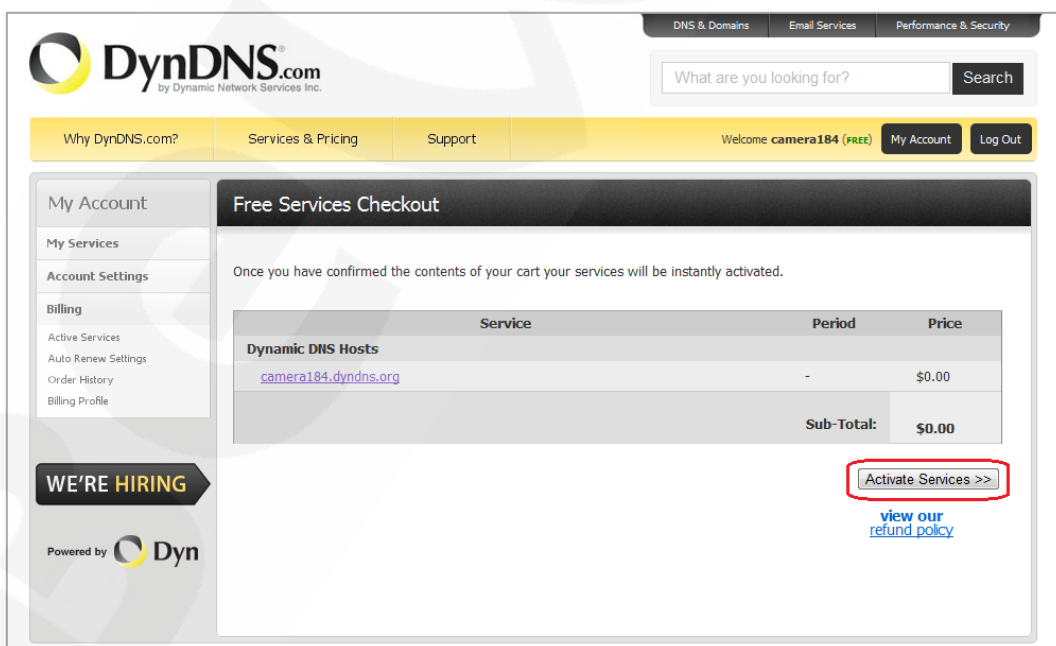 DNS & Domains Email Services Performance & Security
DynDNS.com
by Dynamic Network Services Inc.
What are you looking for? Search
Why DynDNS.com? Services & Pricing Support Welcome camera184 (FREE) My Account Log Out
My Account
My Services
Account Settings
Billing
Active Services
Auto Renew Settings
Order History
Billing Profile
WE'RE HIRING
Powered by Dyn
Free Services Checkout
Once you have confirmed the contents of your cart your services will be instantly activated.
Service Period Price
Dynamic DNS Hosts
camera184.dyndns.org - $0.00
Sub-Total: $0.00
Activate Services >>
view our
refund policy